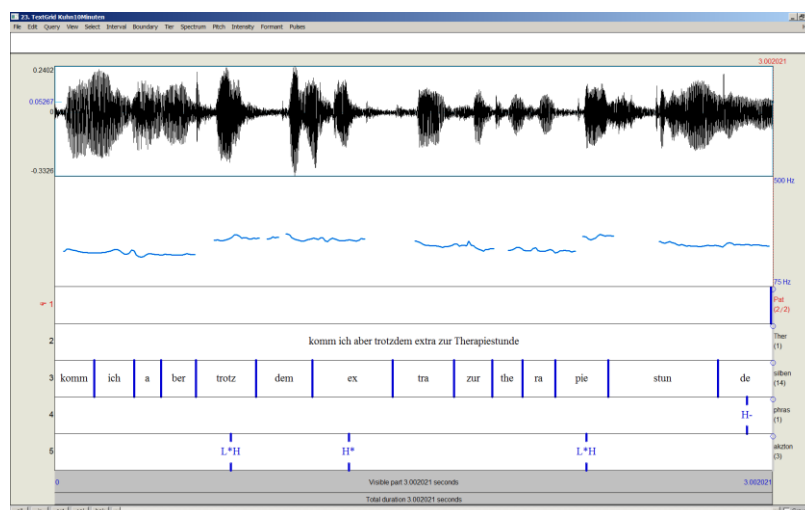 23. TextGrid Kuhn10Minuten
File Edit Query View Select Interval Boundary Tier Spectrum Pitch Intensity Formant Pulses
3.002021
0.2402
0.05267
0
-0.3326
500 Hz
75 Hz
1 Pat (2/2)
2 komm ich aber trotzdem extra zur Therapiestunde Ther (1)
3 komm ich a ber trotz dem ex tra zur the ra pie stun de silben (14)
4 H- phras (1)
5 L*H H* L*H akzton (3)
0 Visible part 3.002021 seconds 3.002021
Total duration 3.002021 seconds